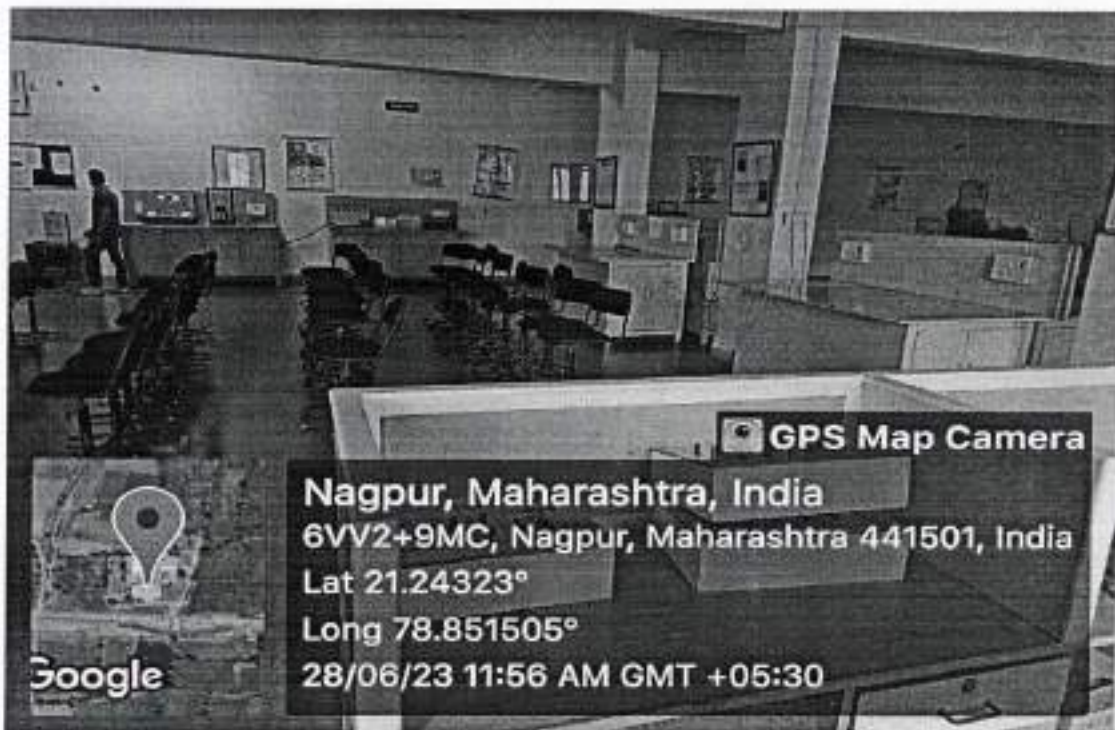 GPS Map Camera
Nagpur, Maharashtra, India
6VV2+9MC, Nagpur, Maharashtra 441501, India
Lat 21.24323°
Long 78.851505°
28/06/23 11:56 AM GMT +05:30
Google